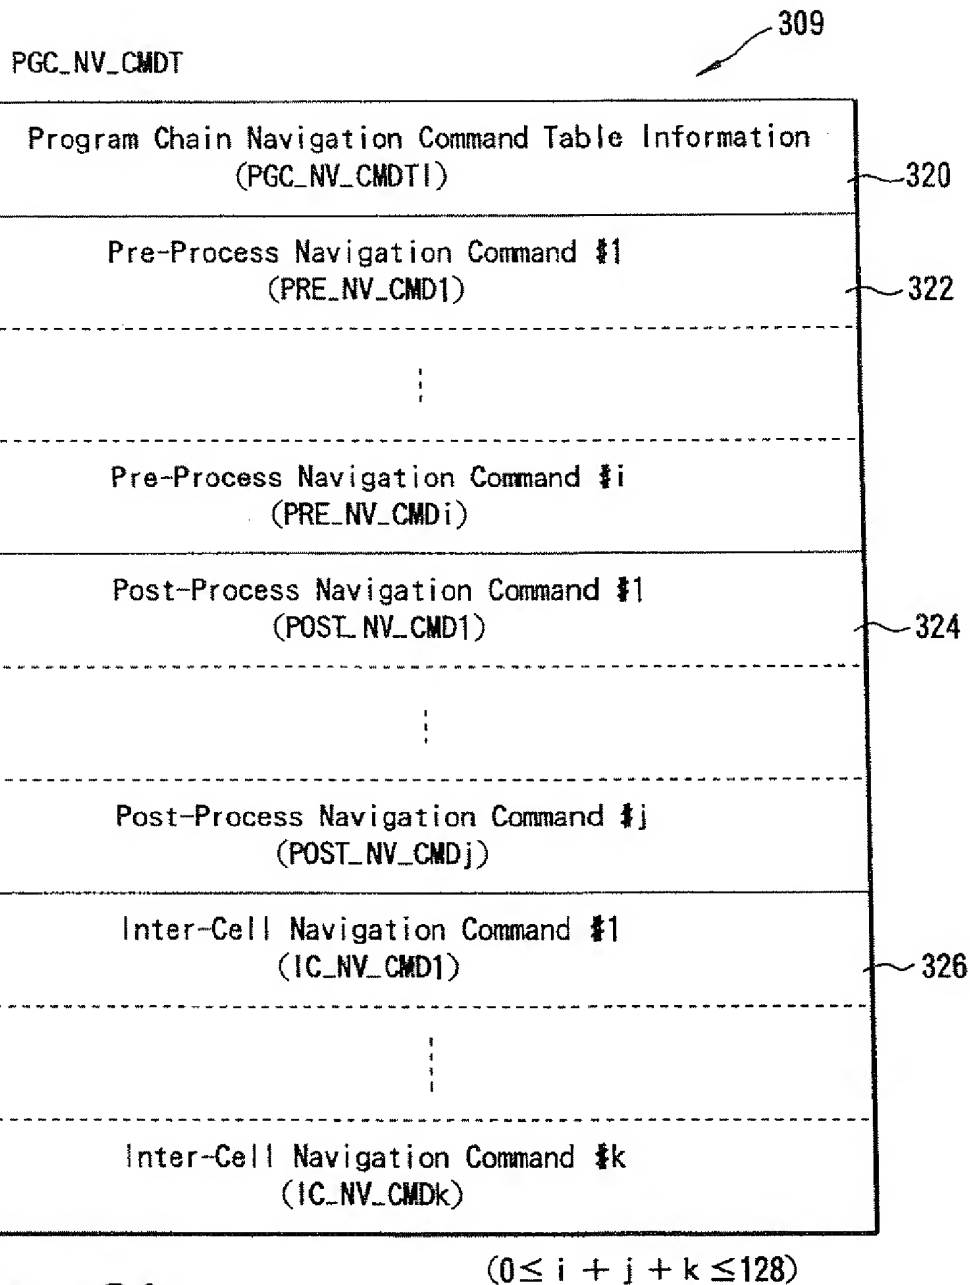 309
PGC_NV_CMDT
Program Chain Navigation Command Table Information
(PGC_NV_CMDTI)
320
Pre-Process Navigation Command #1
(PRE_NV_CMD1)
322
Pre-Process Navigation Command #i
(PRE_NV_CMDi)
Post-Process Navigation Command #1
(POST_NV_CMD1)
324
Post-Process Navigation Command #j
(POST_NV_CMDj)
Inter-Cell Navigation Command #1
(IC_NV_CMD1)
326
Inter-Cell Navigation Command #k
(IC_NV_CMDk)
(0≤ i + j + k ≤128)